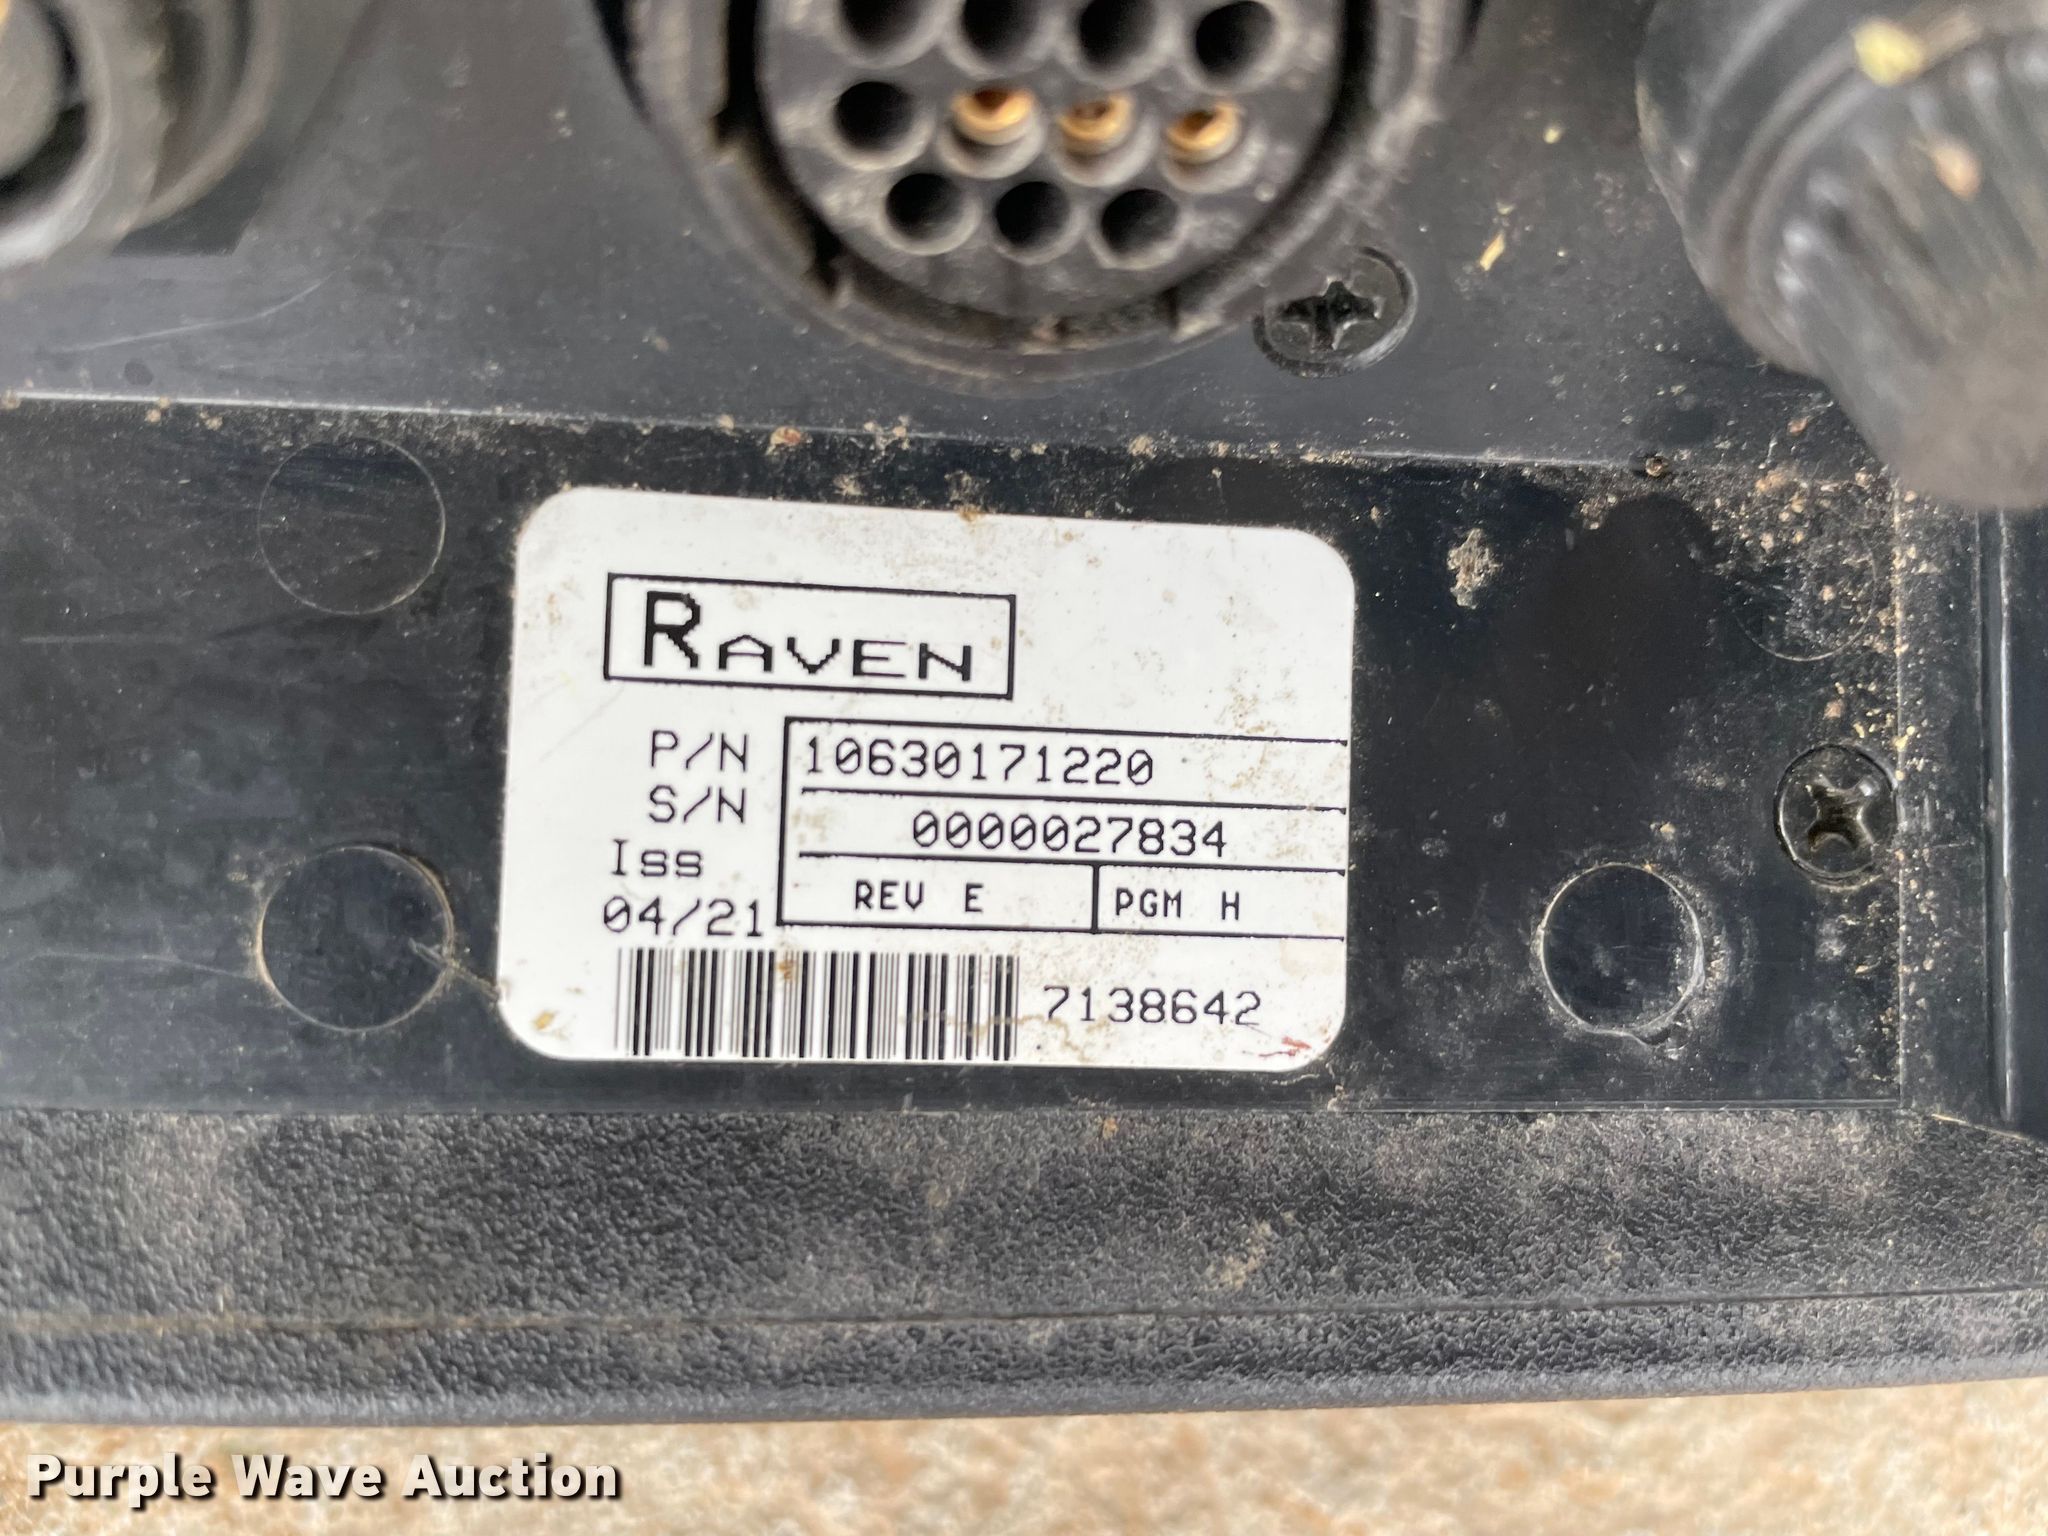 RAVEN
P/N 10630171220
S/N 0000027834
Iss
04/21
REV E PGM H
7138642
Purple Wave Auction